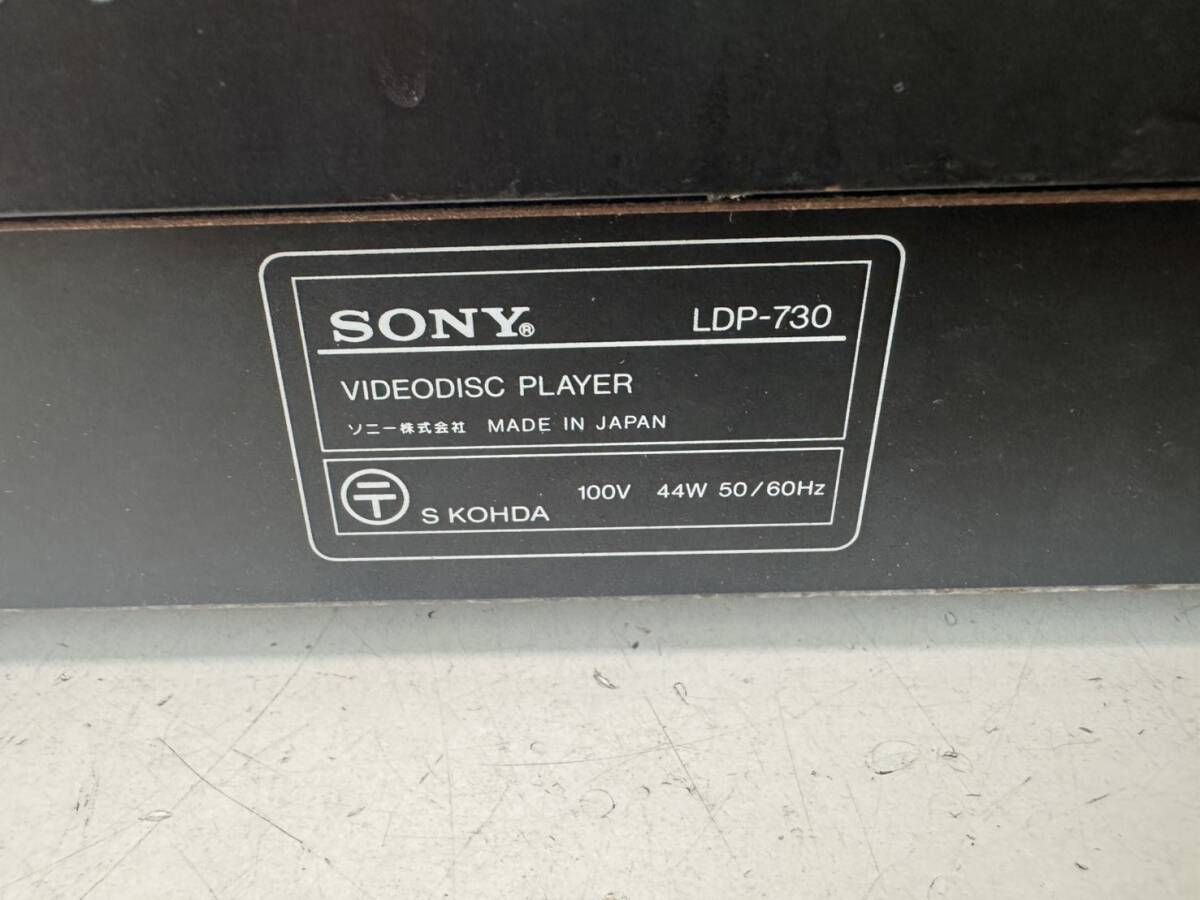 SONY® LDP-730
VIDEODISC PLAYER
ソニー株式会社 MADE IN JAPAN
〒 S KOHDA 100V 44W 50/60Hz